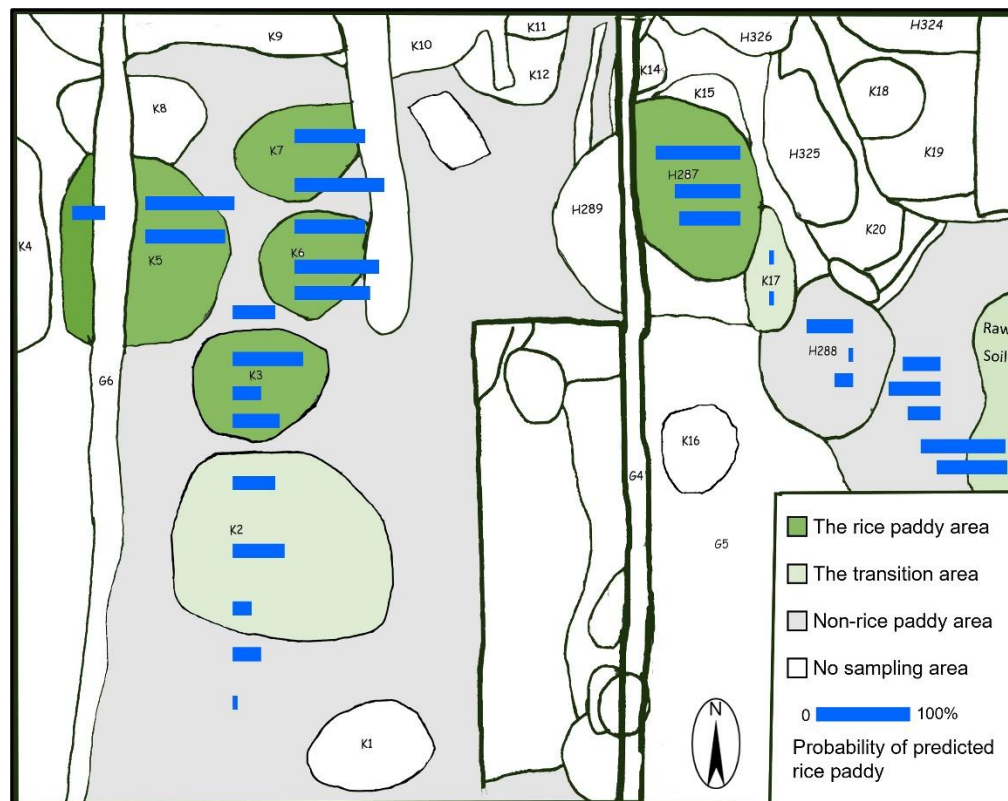 K9
K10
K11
H326
H324
K12
K14
K15
K18
K8
K7
H325
K19
H287
H289
K20
K4
K5
K6
K17
Raw
Soil
H288
G6
K3
K16
G4
G5
K2
K1
N
The rice paddy area
The transition area
Non-rice paddy area
No sampling area
0 100%
Probability of predicted
rice paddy